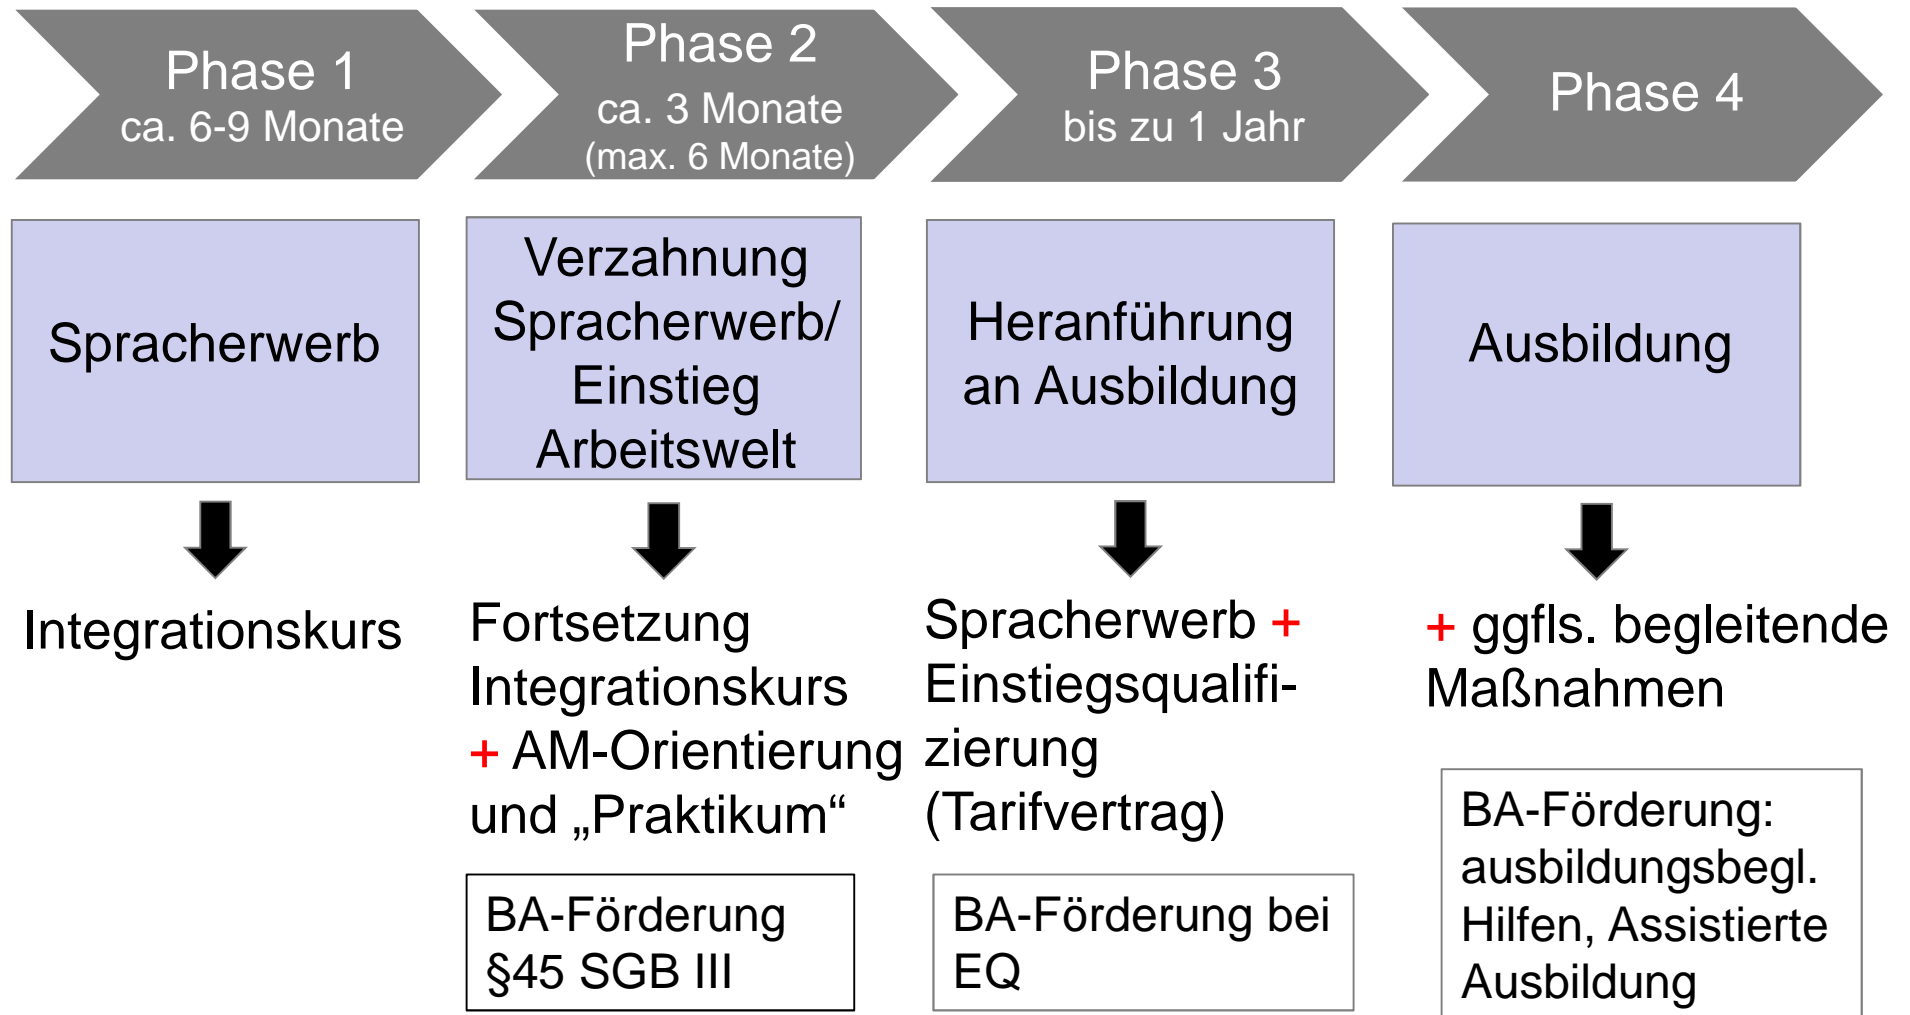 Phase 1
ca. 6-9 Monate
Phase 2
ca. 3 Monate
(max. 6 Monate)
Phase 3
bis zu 1 Jahr
Phase 4
Spracherwerb
Verzahnung
Spracherwerb/
Einstieg
Arbeitswelt
Heranführung
an Ausbildung
Ausbildung
Integrationskurs
Fortsetzung
Integrationskurs
+ AM-Orientierung
und „Praktikum“
Spracherwerb +
Einstiegsqualifi-
zierung
(Tarifvertrag)
+ ggfls. begleitende
Maßnahmen
BA-Förderung
§45 SGB III
BA-Förderung bei
EQ
BA-Förderung:
ausbildungsbegl.
Hilfen, Assistierte
Ausbildung